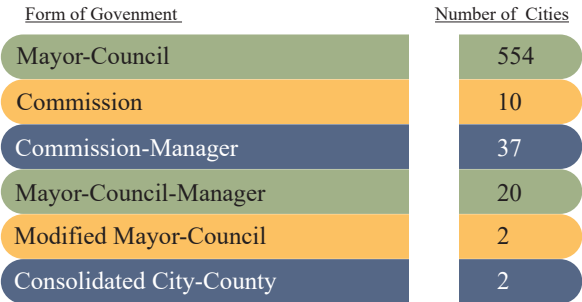 Form of Govenment Number of Cities
Mayor-Council 554
Commission 10
Commission-Manager 37
Mayor-Council-Manager 20
Modified Mayor-Council 2
Consolidated City-County 2